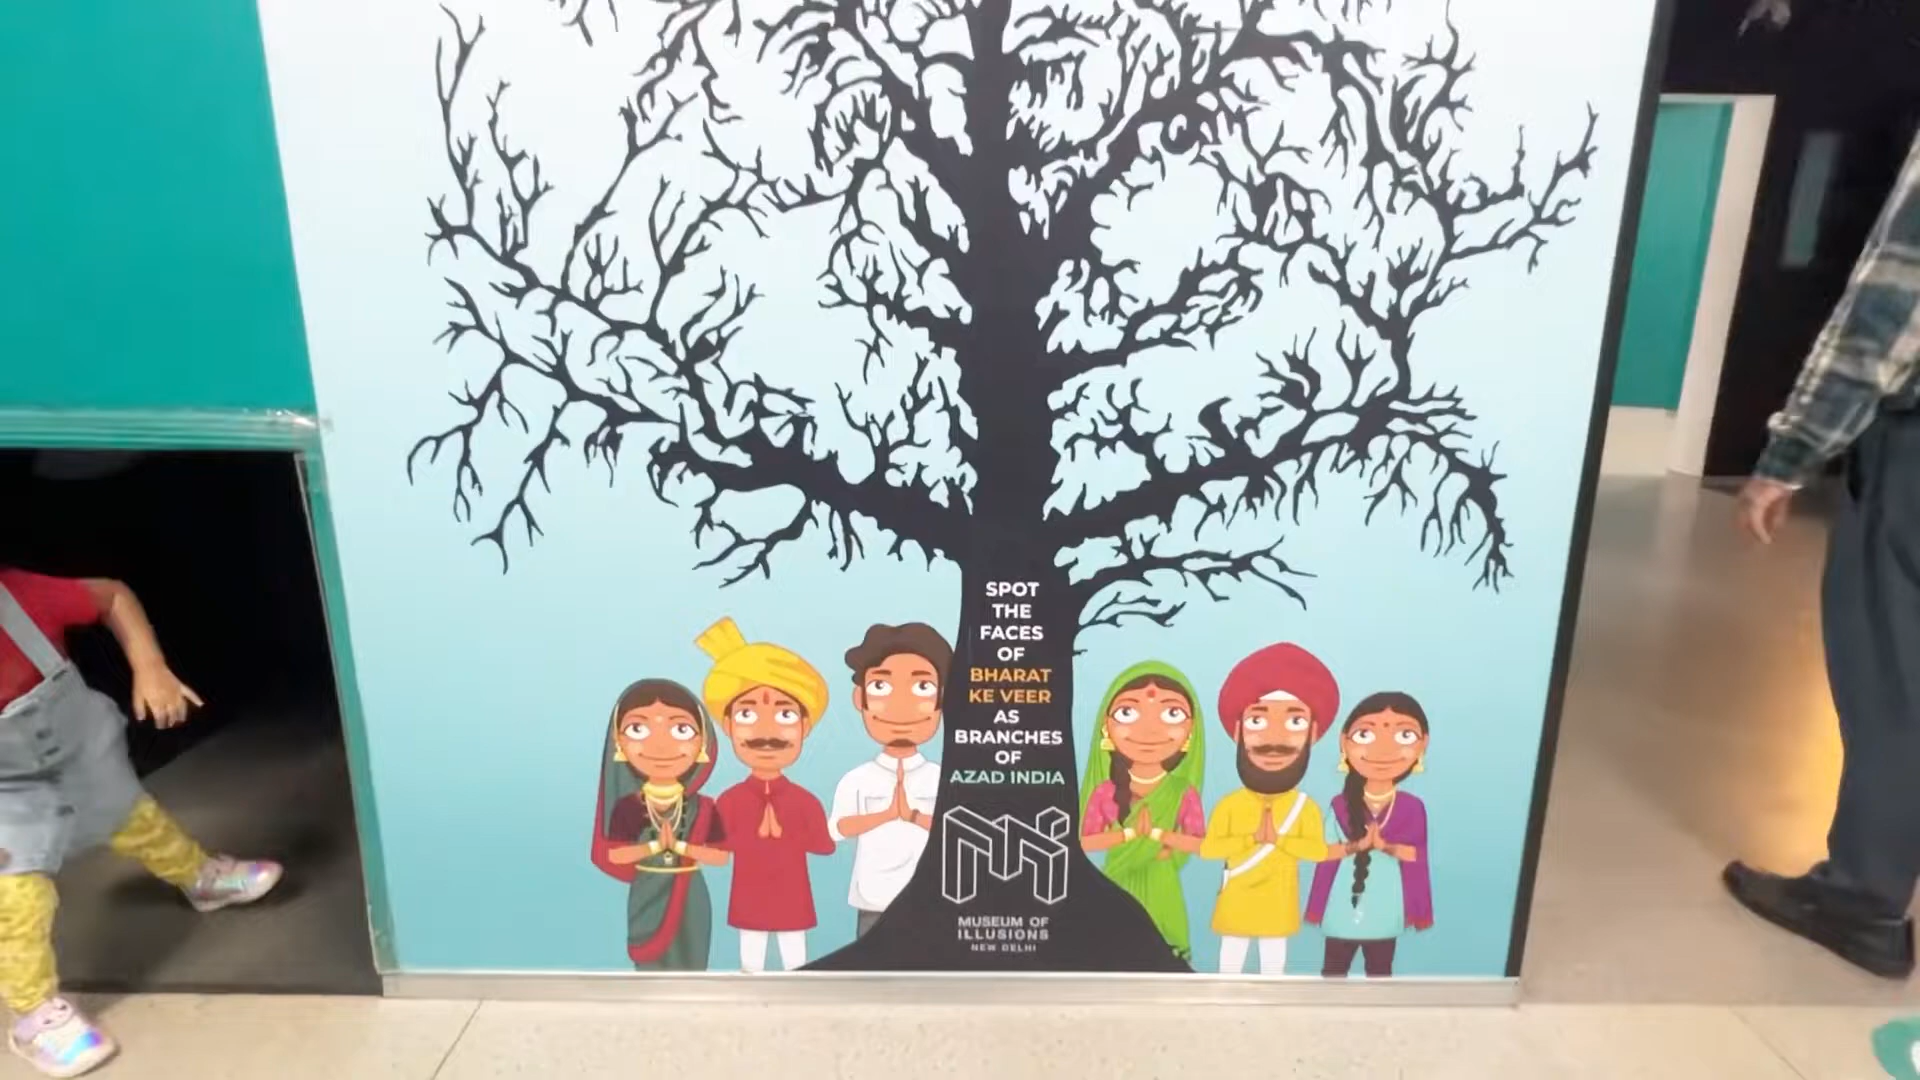 SPOT
THE
FACES
OF
BHARAT
KE VEER
AS
BRANCHES
OF
AZAD INDIA
MUSEUM OF
ILLUSIONS
NEW DELHI